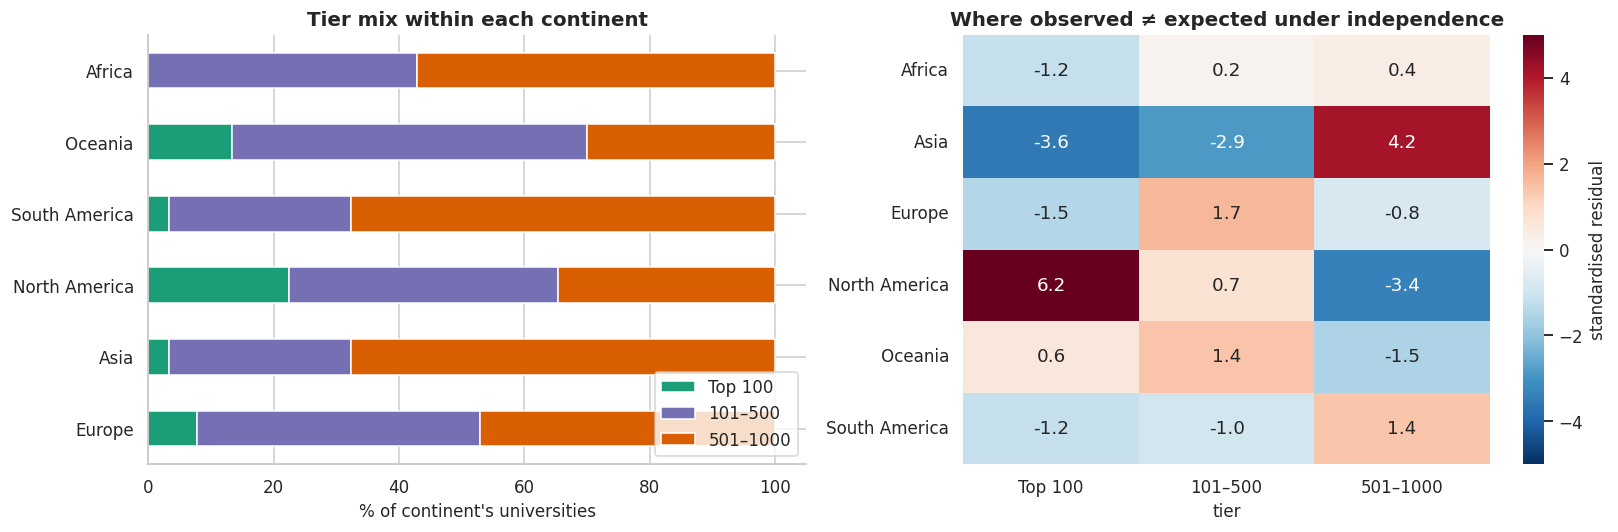 Tier mix within each continent
Africa
Oceania
South America
North America
Asia
Europe
Top 100
101–500
501–1000
0 20 40 60 80 100
% of continent's universities
Where observed ≠ expected under independence
Africa -1.2 0.2 0.4
Asia -3.6 -2.9 4.2
Europe -1.5 1.7 -0.8
North America 6.2 0.7 -3.4
Oceania 0.6 1.4 -1.5
South America -1.2 -1.0 1.4
Top 100 101–500 501–1000
tier
4
2
0
−2
−4
standardised residual